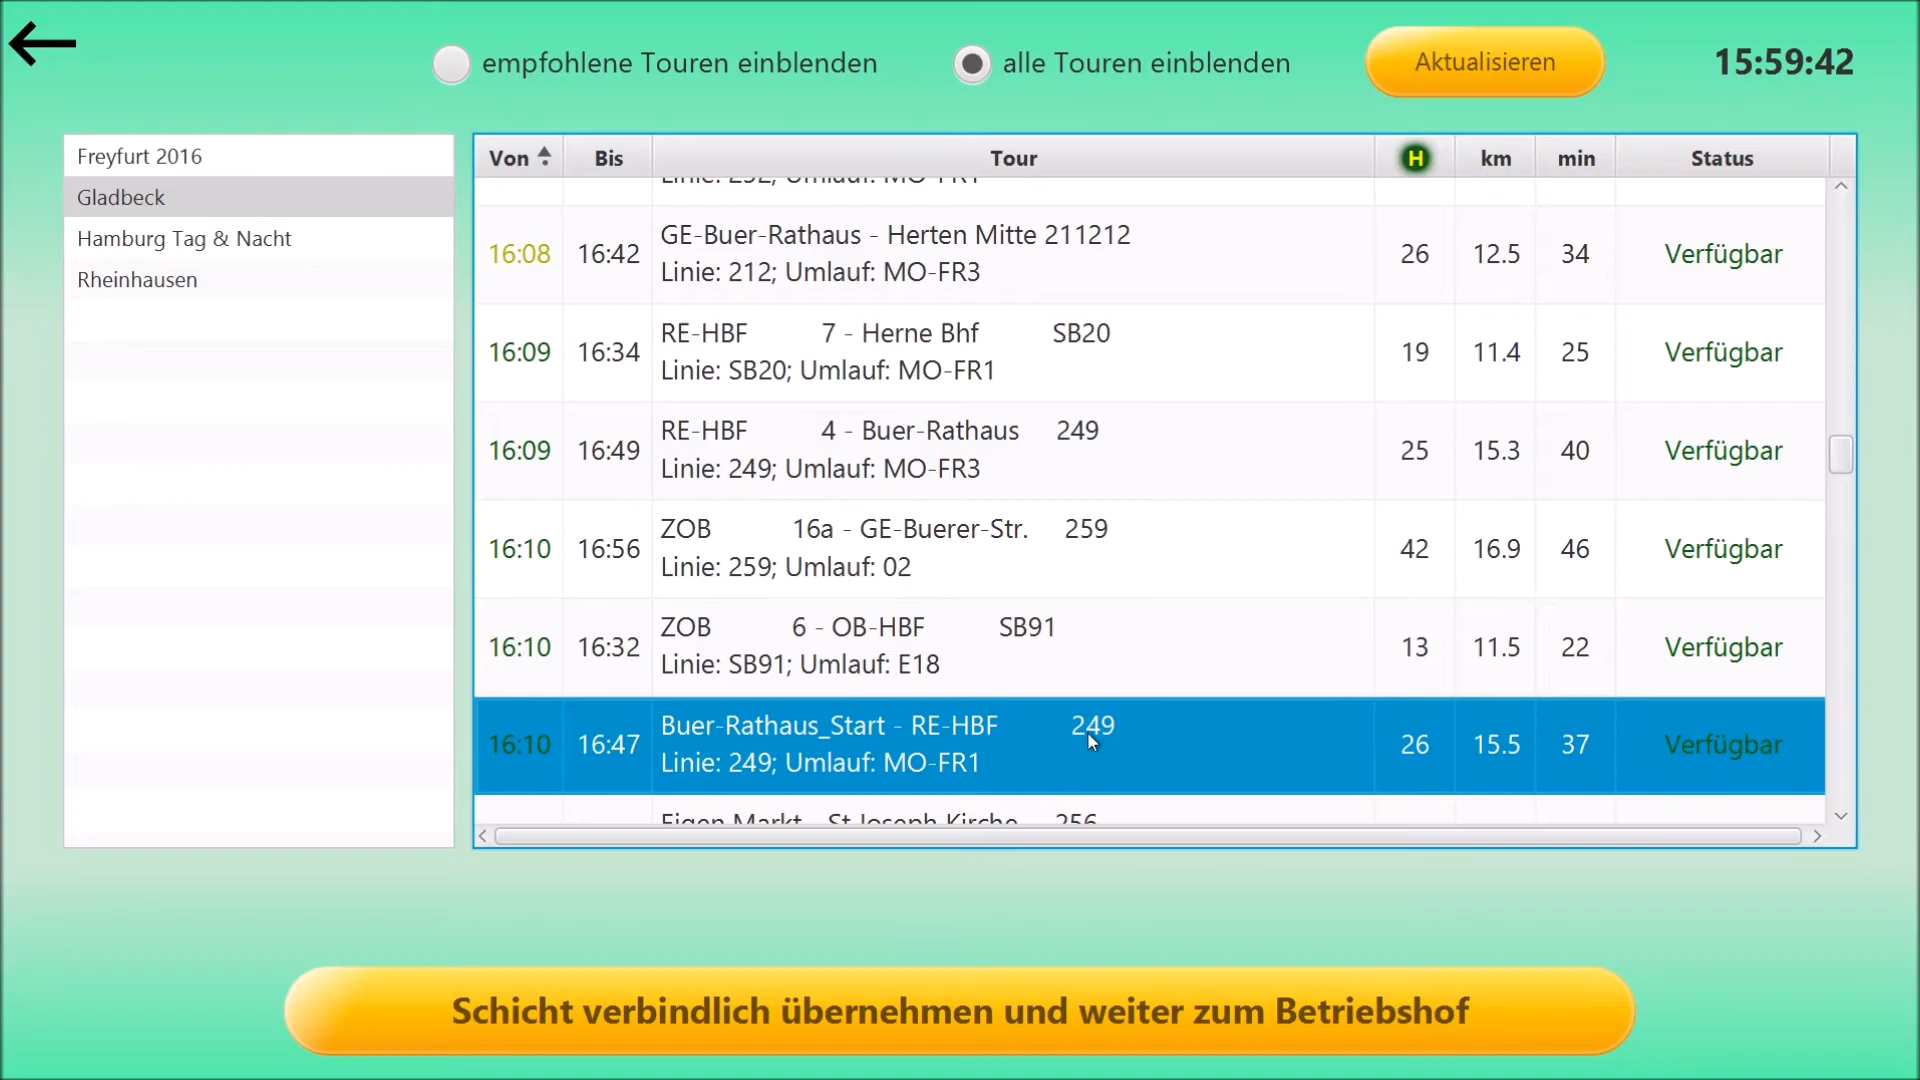 empfohlene Touren einblenden
alle Touren einblenden
Aktualisieren
15:59:42
Freyfurt 2016
Gladbeck
Hamburg Tag & Nacht
Rheinhausen
Von Bis Tour H km min Status
16:08 16:42 GE-Buer-Rathaus - Herten Mitte 211212 26 12.5 34 Verfügbar
Linie: 212; Umlauf: MO-FR3
16:09 16:34 RE-HBF 7 - Herne Bhf SB20 19 11.4 25 Verfügbar
Linie: SB20; Umlauf: MO-FR1
16:09 16:49 RE-HBF 4 - Buer-Rathaus 249 25 15.3 40 Verfügbar
Linie: 249; Umlauf: MO-FR3
16:10 16:56 ZOB 16a - GE-Buerer-Str. 259 42 16.9 46 Verfügbar
Linie: 259; Umlauf: 02
16:10 16:32 ZOB 6 - OB-HBF SB91 13 11.5 22 Verfügbar
Linie: SB91; Umlauf: E18
16:10 16:47 Buer-Rathaus_Start - RE-HBF 249 26 15.5 37 Verfügbar
Linie: 249; Umlauf: MO-FR1
Eigen Markt - St Joseph Kirche 256
Schicht verbindlich übernehmen und weiter zum Betriebshof